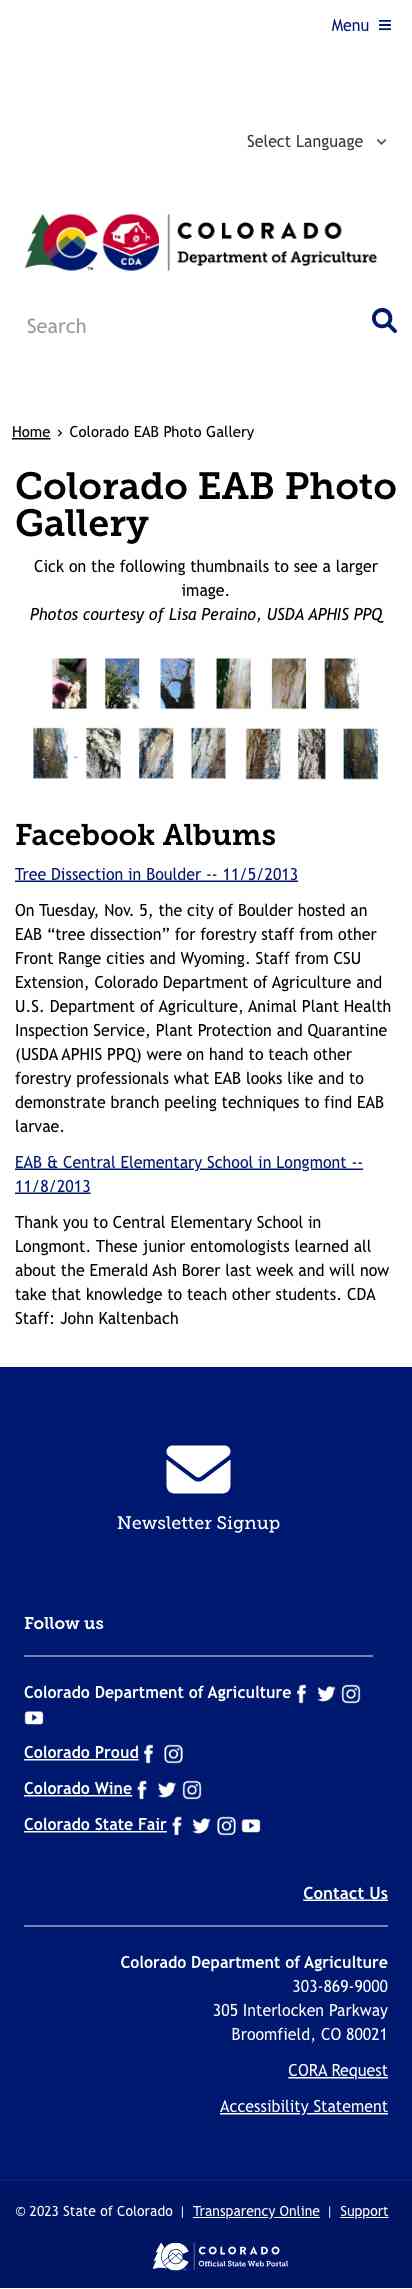 Menu
Select Language
COLORADO
Department of Agriculture
CDA
TM
Search
Home › Colorado EAB Photo Gallery
Colorado EAB Photo
Gallery
Cick on the following thumbnails to see a larger
image.
Photos courtesy of Lisa Peraino, USDA APHIS PPQ
Facebook Albums
Tree Dissection in Boulder -- 11/5/2013
On Tuesday, Nov. 5, the city of Boulder hosted an
EAB “tree dissection” for forestry staff from other
Front Range cities and Wyoming. Staff from CSU
Extension, Colorado Department of Agriculture and
U.S. Department of Agriculture, Animal Plant Health
Inspection Service, Plant Protection and Quarantine
(USDA APHIS PPQ) were on hand to teach other
forestry professionals what EAB looks like and to
demonstrate branch peeling techniques to find EAB
larvae.
EAB & Central Elementary School in Longmont --
11/8/2013
Thank you to Central Elementary School in
Longmont. These junior entomologists learned all
about the Emerald Ash Borer last week and will now
take that knowledge to teach other students. CDA
Staff: John Kaltenbach
Newsletter Signup
Follow us
Colorado Department of Agriculture
Colorado Proud
Colorado Wine
Colorado State Fair
Contact Us
Colorado Department of Agriculture
303-869-9000
305 Interlocken Parkway
Broomfield, CO 80021
CORA Request
Accessibility Statement
© 2023 State of Colorado | Transparency Online | Support
COLORADO
Official State Web Portal